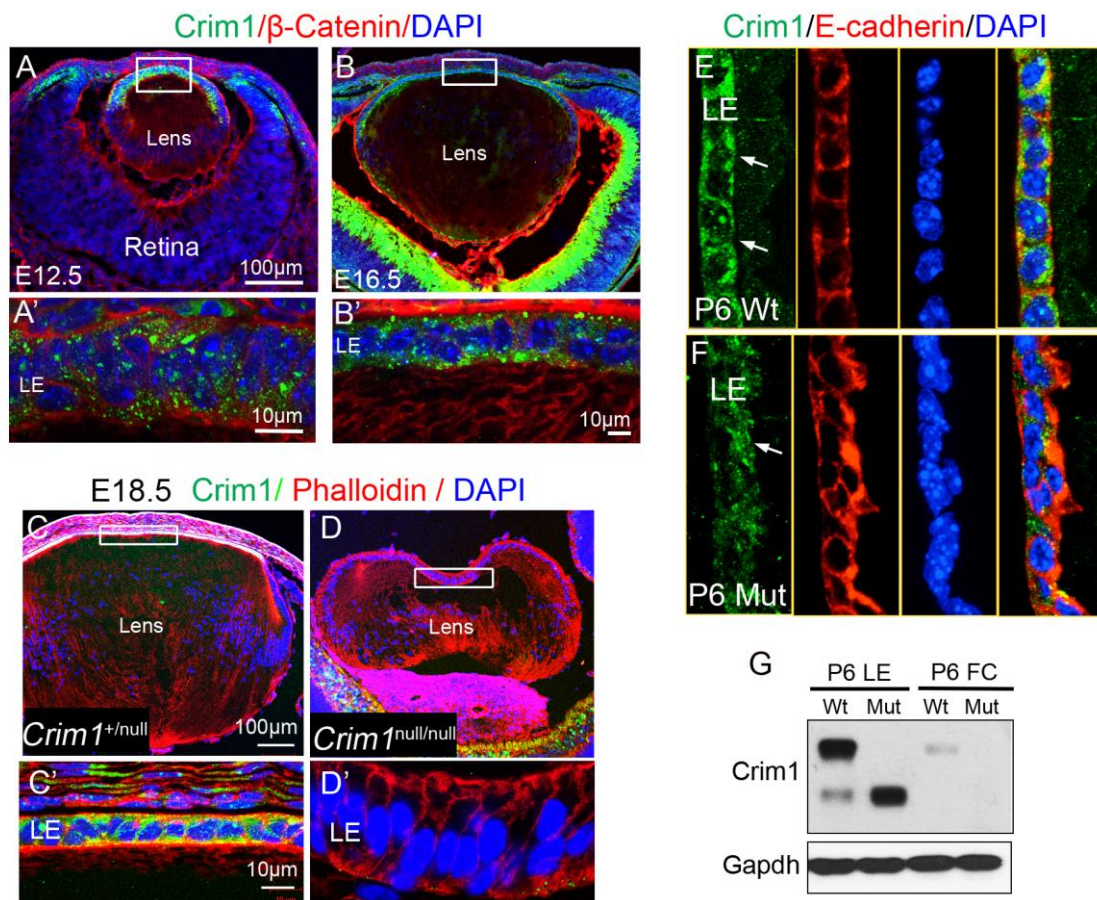 Crim1/β-Catenin/DAPI
A
Lens
Retina
E12.5
100µm
B
Lens
E16.5
A’
LE
10µm
B’
LE
10µm
E18.5 Crim1/ Phalloidin / DAPI
C
Lens
Crim1+/null
100µm
D
Lens
Crim1null/null
C’
LE
10µm
D’
LE
Crim1/E-cadherin/DAPI
E
LE
P6 Wt
F
LE
P6 Mut
G
P6 LE P6 FC
Wt Mut Wt Mut
Crim1
Gapdh